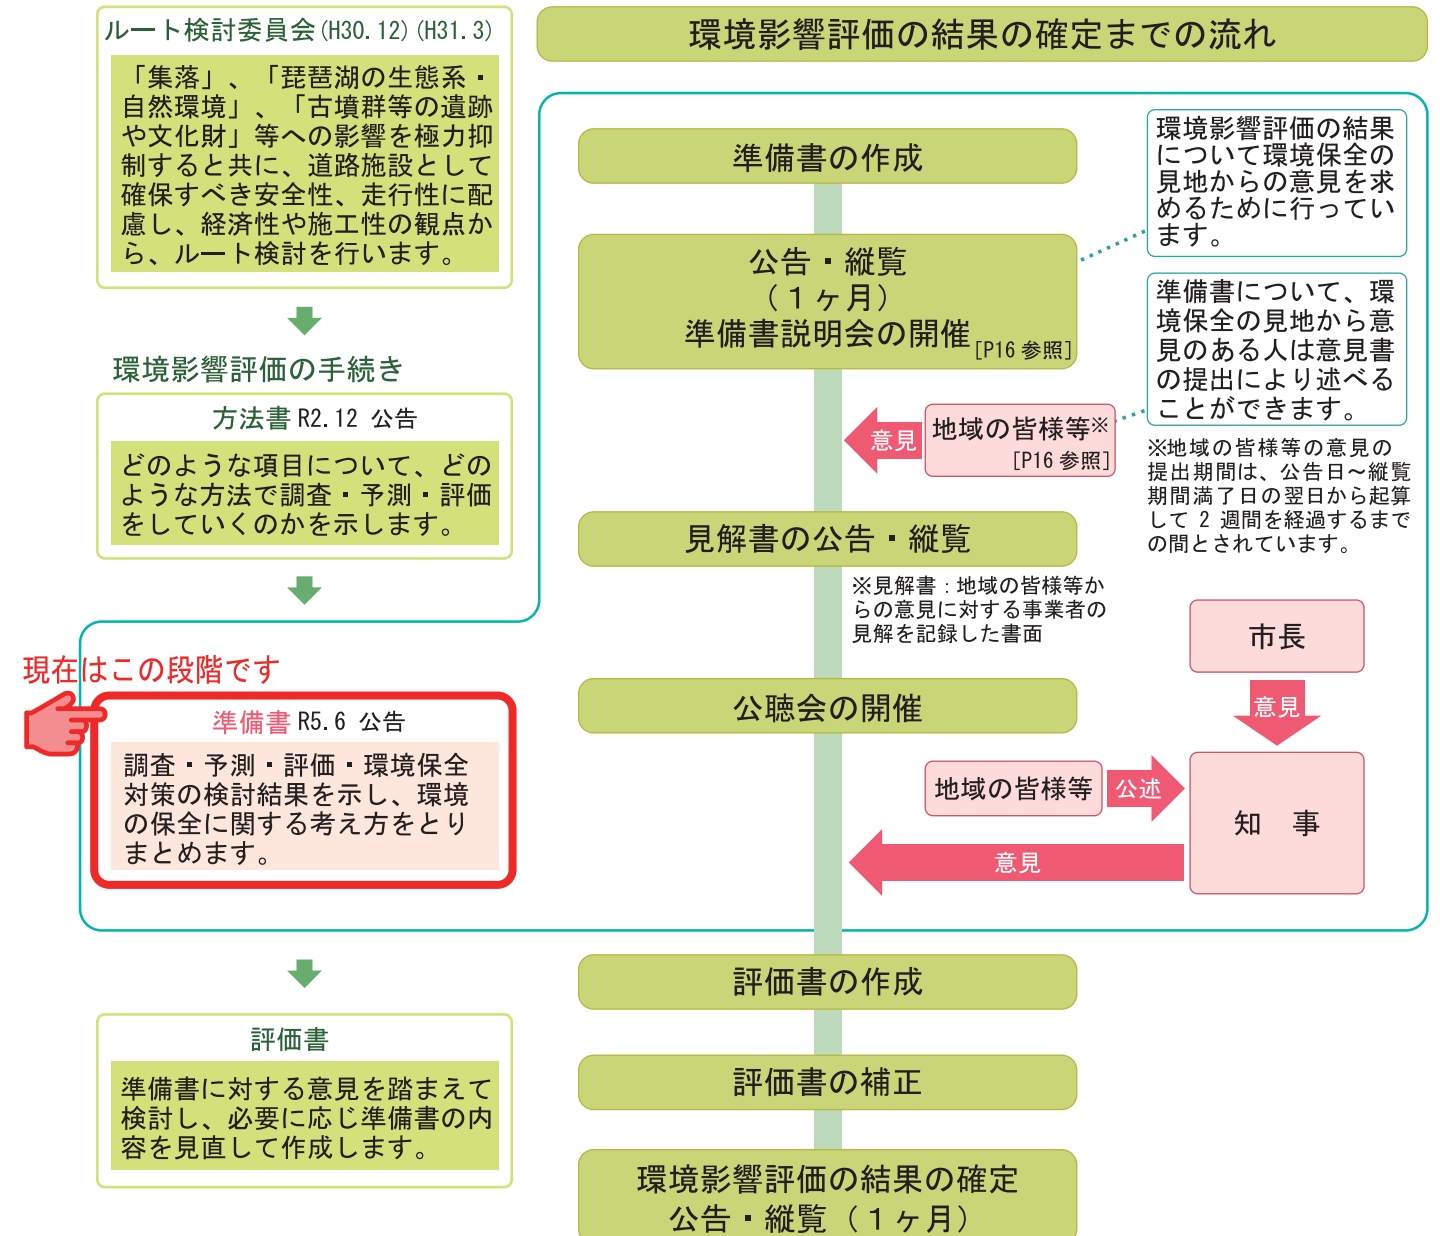 ルート検討委員会(H30.12)(H31.3)
「集落」、「琵琶湖の生態系・
自然環境」、「古墳群等の遺跡
や文化財」等への影響を極力抑
制すると共に、道路施設として
確保すべき安全性、走行性に配
慮し、経済性や施工性の観点か
ら、ルート検討を行います。
環境影響評価の手続き
方法書 R2.12 公告
どのような項目について、どの
ような方法で調査・予測・評価
をしていくのかを示します。
現在はこの段階です
準備書 R5.6 公告
調査・予測・評価・環境保全
対策の検討結果を示し、環境
の保全に関する考え方をとり
まとめます。
評価書
準備書に対する意見を踏まえて
検討し、必要に応じ準備書の内
容を見直して作成します。
環境影響評価の結果の確定までの流れ
準備書の作成
公告・縦覧
（１ヶ月）
準備書説明会の開催[P16 参照]
環境影響評価の結果
について環境保全の
見地からの意見を求
めるために行ってい
ます。
準備書について、環
境保全の見地から意
見のある人は意見書
の提出により述べる
ことができます。
意見
地域の皆様等※
[P16 参照]
※地域の皆様等の意見の
提出期間は、公告日～縦覧
期間満了日の翌日から起算
して 2 週間を経過するまで
の間とされています。
見解書の公告・縦覧
※見解書：地域の皆様等か
らの意見に対する事業者の
見解を記録した書面
市長
意見
公聴会の開催
地域の皆様等
公述
知 事
意見
評価書の作成
評価書の補正
環境影響評価の結果の確定
公告・縦覧（１ヶ月）